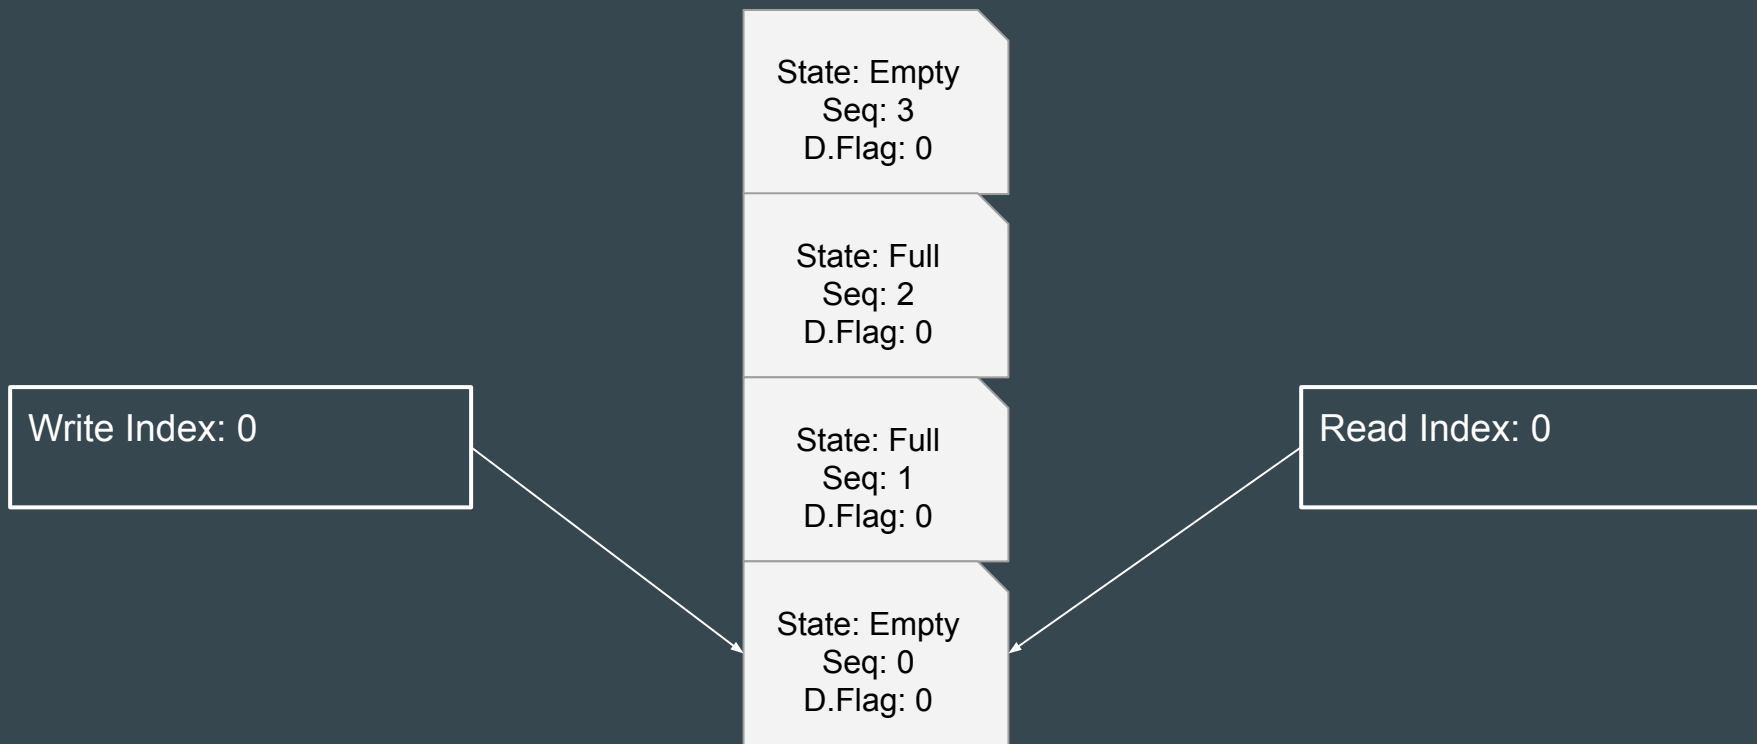 State: Empty
Seq: 3
D.Flag: 0
State: Full
Seq: 2
D.Flag: 0
Write Index: 0
Read Index: 0
State: Full
Seq: 1
D.Flag: 0
State: Empty
Seq: 0
D.Flag: 0